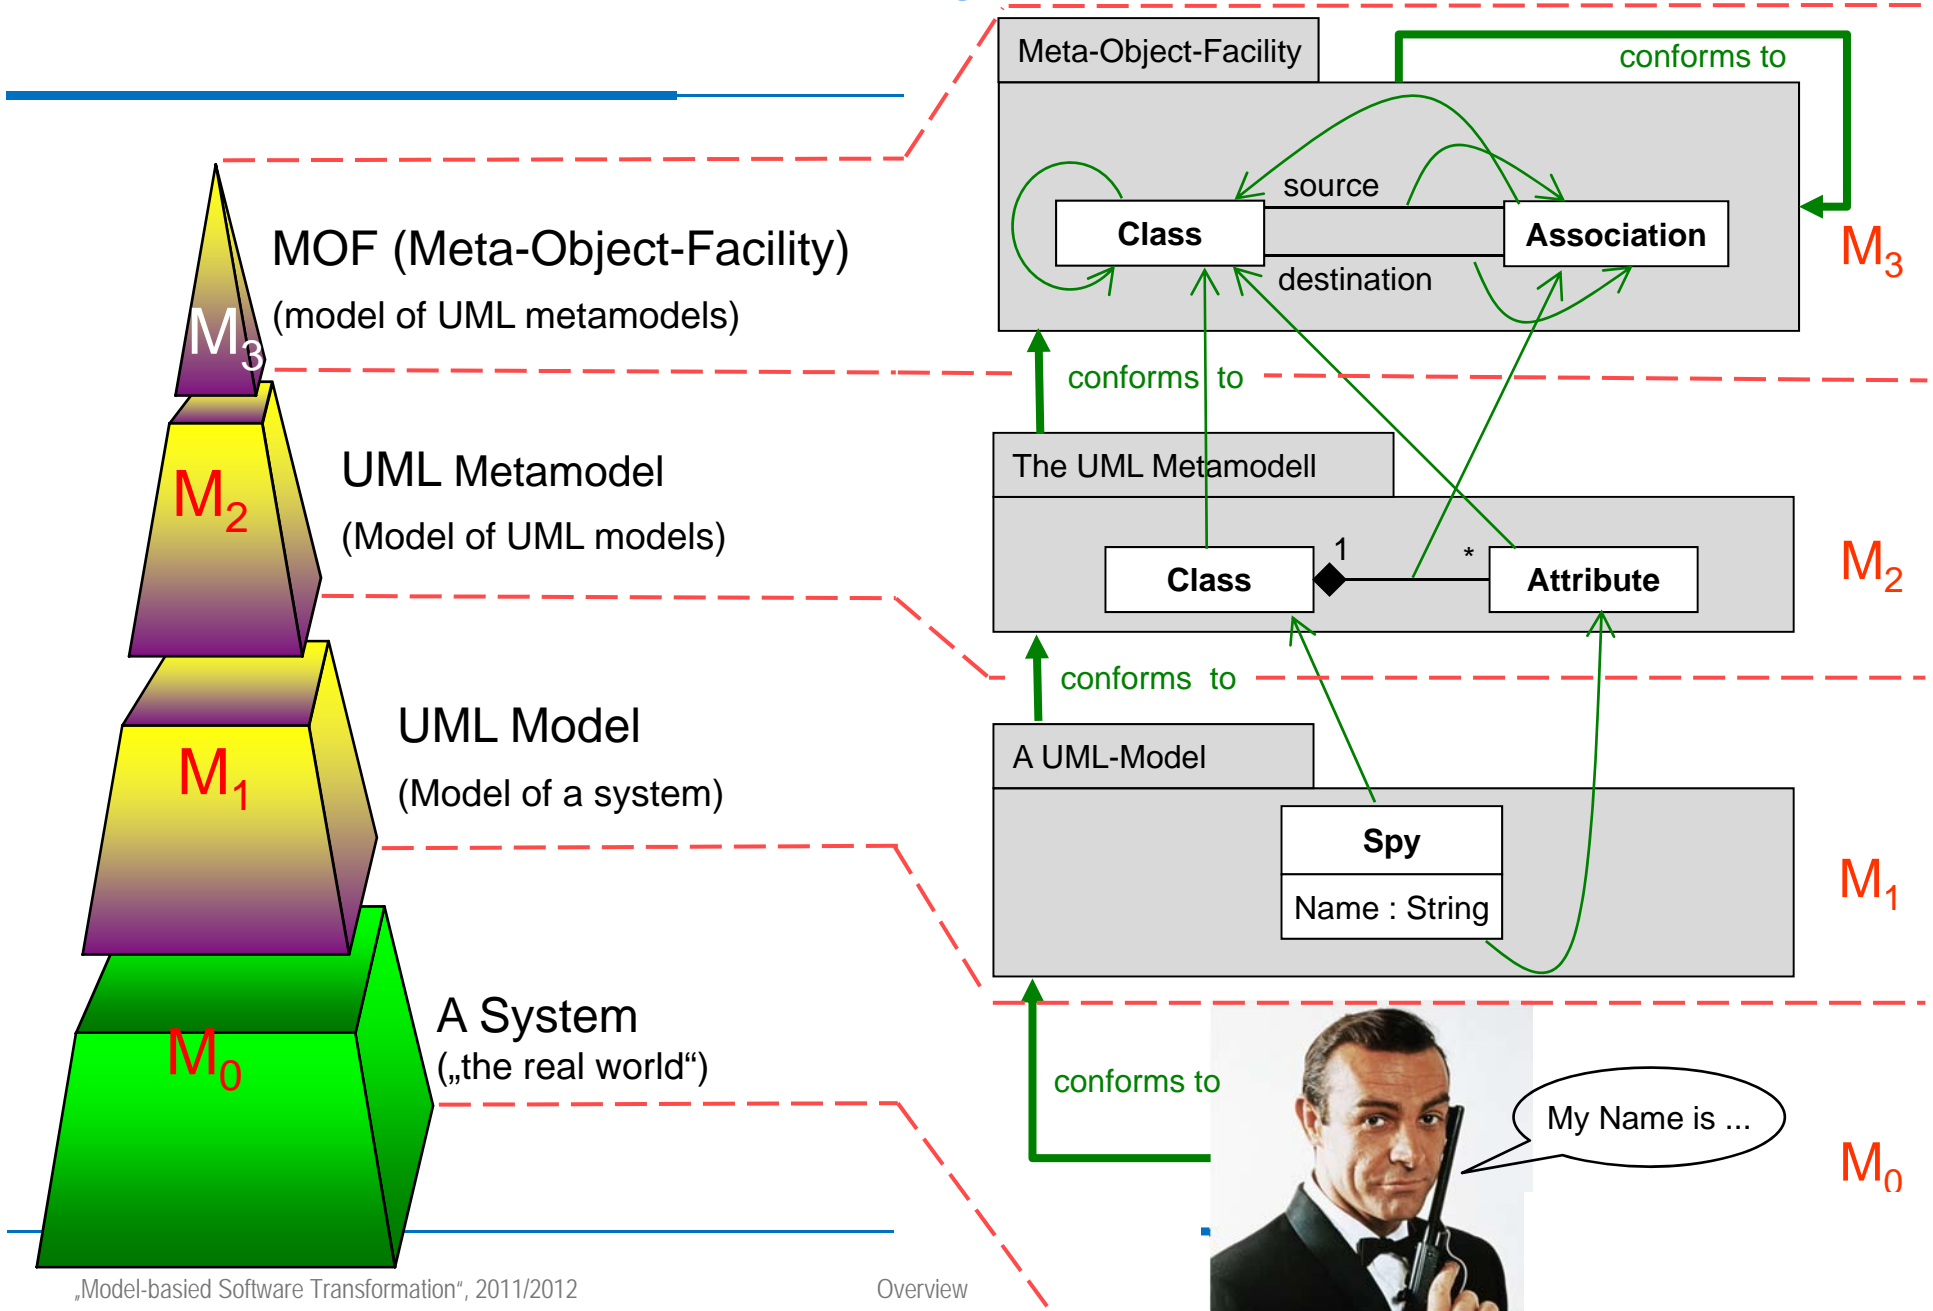 MOF (Meta-Object-Facility)
(model of UML metamodels)
M3
UML Metamodel
(Model of UML models)
M2
UML Model
(Model of a system)
M1
A System
(„the real world“)
M0
Meta-Object-Facility
conforms to
source
Class
Association
destination
M3
conforms to
The UML Metamodell
1
*
Class
Attribute
M2
conforms to
A UML-Model
Spy
Name : String
M1
conforms to
My Name is ...
M0
„Model-basied Software Transformation“, 2011/2012
Overview